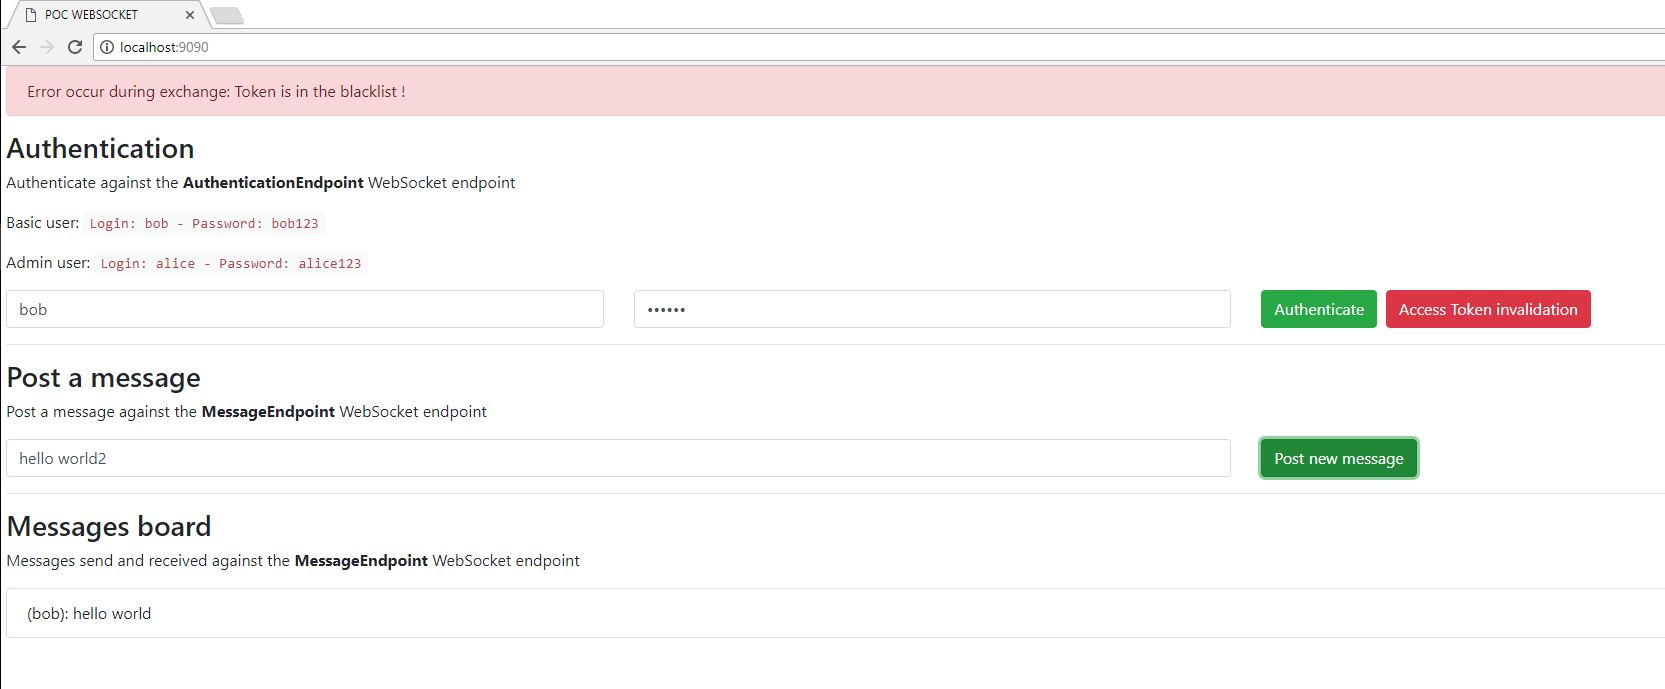 POC WEBSOCKET
localhost:9090
Error occur during exchange: Token is in the blacklist !
Authentication
Authenticate against the AuthenticationEndpoint WebSocket endpoint
Basic user: Login: bob - Password: bob123
Admin user: Login: alice - Password: alice123
bob •••••• Authenticate Access Token invalidation
Post a message
Post a message against the MessageEndpoint WebSocket endpoint
hello world2 Post new message
Messages board
Messages send and received against the MessageEndpoint WebSocket endpoint
(bob): hello world